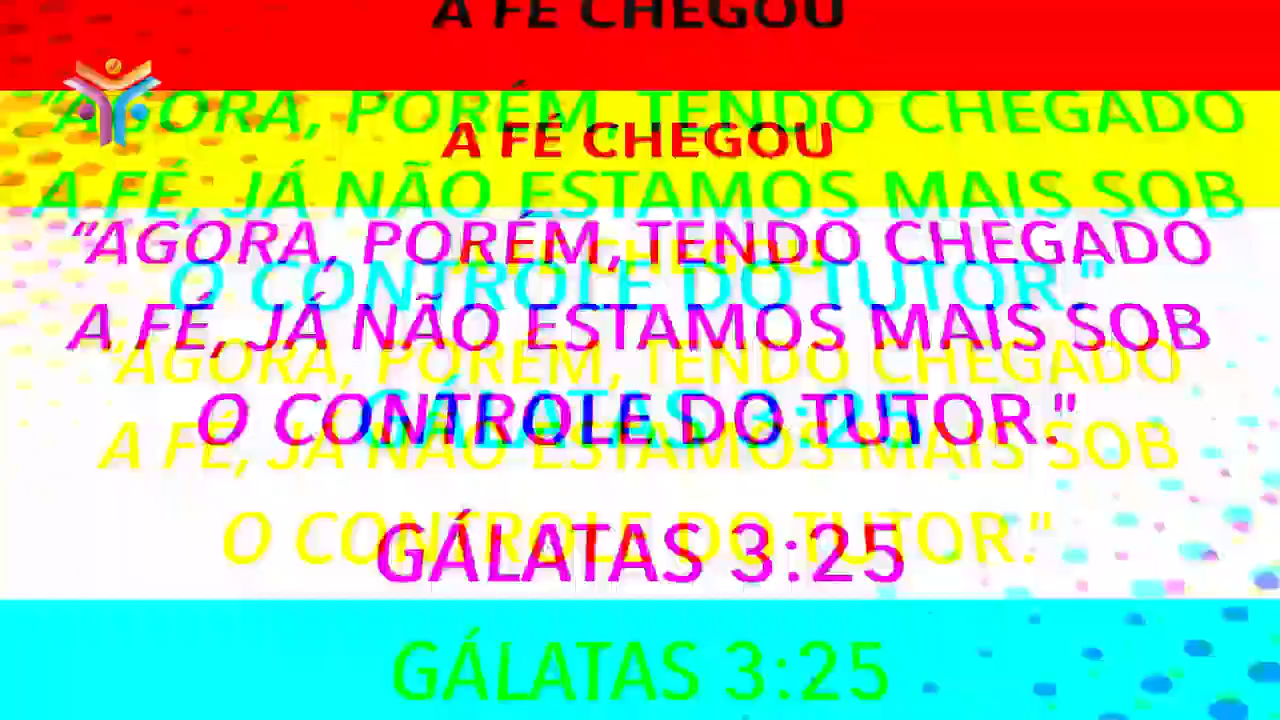 A FÉ CHEGOU
"AGORA, PORÉM, TENDO CHEGADO
A FÉ, JÁ NÃO ESTAMOS MAIS SOB
O CONTROLE DO TUTOR."
GÁLATAS 3:25